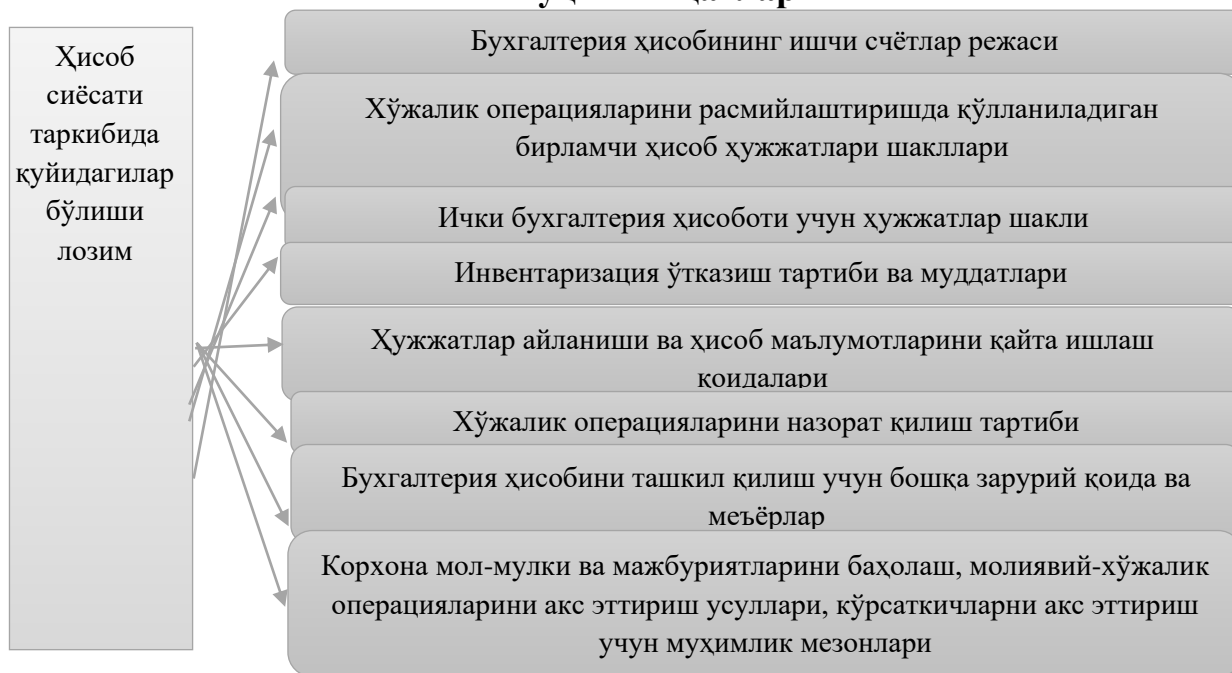 Ҳисоб
сиёсати
таркибида
қуйидагилар
бўлиши
лозим
Бухгалтерия ҳисобининг ишчи счётлар режаси
Хўжалик операцияларини расмийлаштиришда қўлланиладиган
бирламчи ҳисоб ҳужжатлари шакллари
Ички бухгалтерия ҳисоботи учун ҳужжатлар шакли
Инвентаризация ўтказиш тартиби ва муддатлари
Ҳужжатлар айланиши ва ҳисоб маълумотларини қайта ишлаш
қоидалари
Хўжалик операцияларини назорат қилиш тартиби
Бухгалтерия ҳисобини ташкил қилиш учун бошқа зарурий қоида ва
меъёрлар
Корхона мол-мулки ва мажбуриятларини баҳолаш, молиявий-хўжалик
операцияларини акс эттириш усуллари, кўрсаткичларни акс эттириш
учун муҳимлик мезонлари